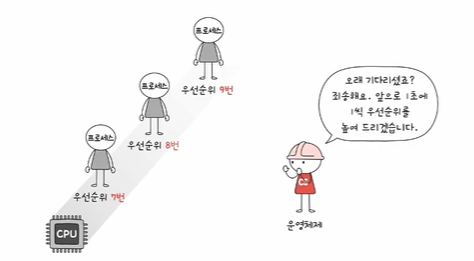 프로세스
우선순위 9번
프로세스
우선순위 8번
프로세스
우선순위 7번
CPU
오래 기다리셨죠?
죄송해요. 앞으로 1초에
1씩 우선순위를
높여 드리겠습니다.
운영체제